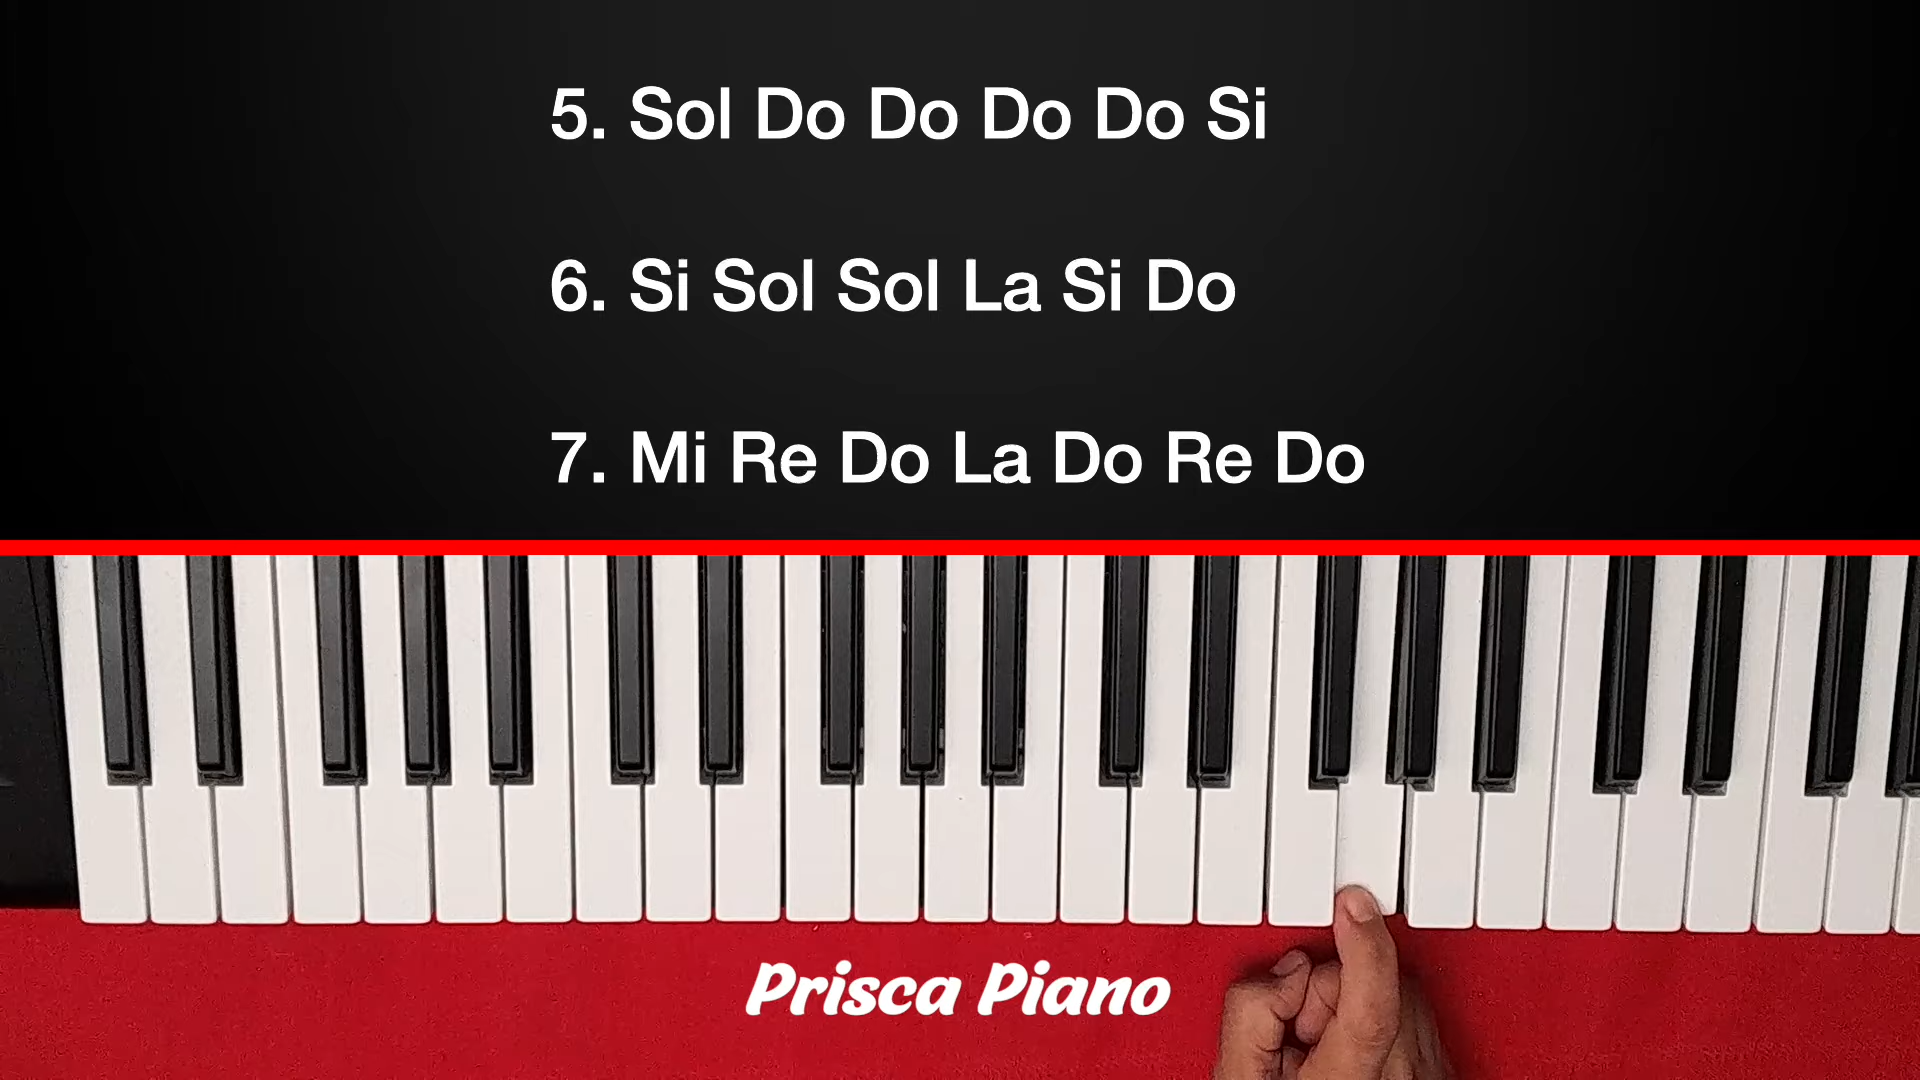 5. Sol Do Do Do Do Si
6. Si Sol Sol La Si Do
7. Mi Re Do La Do Re Do
Prisca Piano